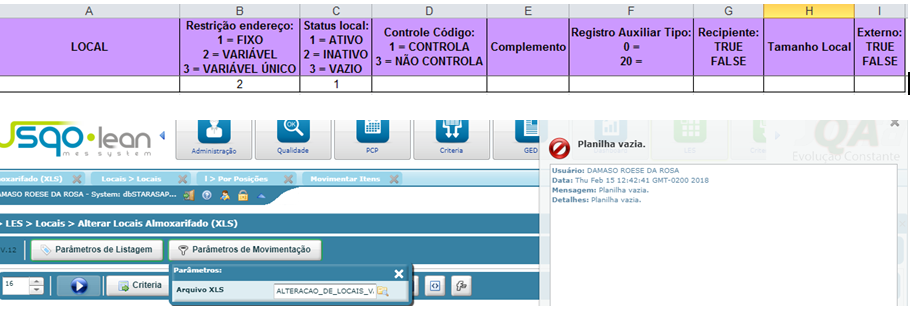 A B C D E F G H I
LOCAL
Restrição endereço:
1 = FIXO
2 = VARIÁVEL
3 = VARIÁVEL ÚNICO
Status local:
1 = ATIVO
2 = INATIVO
3 = VAZIO
Controle Código:
1 = CONTROLA
3 = NÃO CONTROLA
Complemento
Registro Auxiliar Tipo:
0 =
20 =
Recipiente:
TRUE
FALSE
Tamanho Local
Externo:
TRUE
FALSE
2 1
sqo lean
mes system
Administração
Qualidade
PCP
Criteria
GED
QA
Evolução Constante
Planilha vazia.
Usuário: DAMASO ROESE DA ROSA
Data: Thu Feb 15 12:42:41 GMT-0200 2018
Mensagem: Planilha vazia.
Detalhes: Planilha vazia.
oxarifado (XLS)
Locais > Locais
I > Por Posições
Movimentar Itens
AMASO ROESE DA ROSA - System: dbSTARASAP...
> LES > Locais > Alterar Locais Almoxarifado (XLS)
V.12
Parâmetros de Listagem
Parâmetros de Movimentação
16
Criteria
Parâmetros:
Arquivo XLS
ALTERACAO_DE_LOCAIS_V.